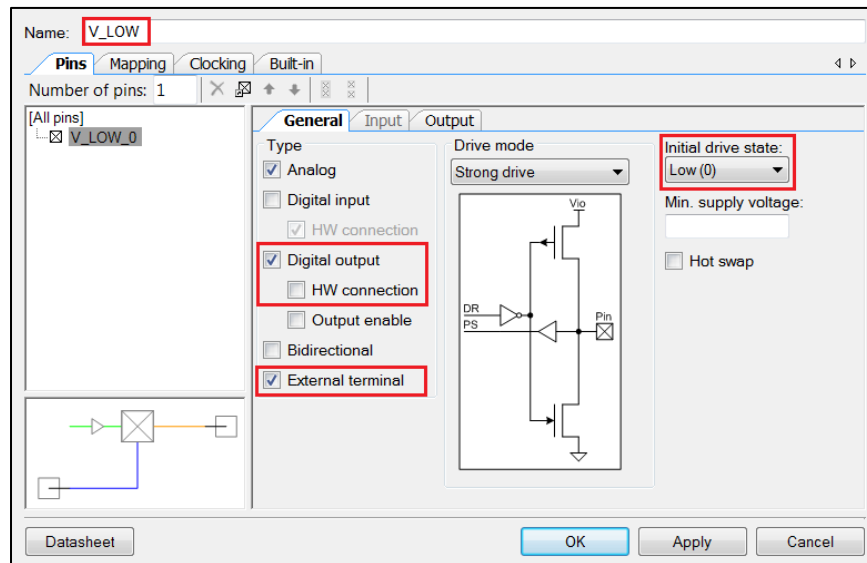 Name: V_LOW
Pins Mapping Clocking Built-in
Number of pins: 1
[All pins]
V_LOW_0
General Input Output
Type
Analog
Digital input
HW connection
Digital output
HW connection
Output enable
Bidirectional
External terminal
Drive mode
Strong drive
Vio
DR
PS
Pin
Initial drive state:
Low (0)
Min. supply voltage:
Hot swap
Datasheet OK Apply Cancel